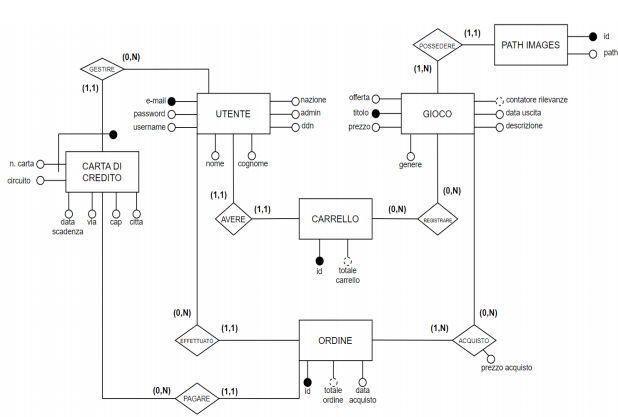 (1,1)
POSSEDERE
PATH IMAGES
id
path
(1,N)
(0,N)
GESTIRE
(1,1)
e-mail
password
username
UTENTE
nazione
admin
ddn
nome
cognome
offerta
titolo
prezzo
GIOCO
contatore rilevanze
data uscita
descrizione
genere
n. carta
circuito
CARTA DI
CREDITO
data
scadenza
via
cap
citta
(1,1)
AVERE
(1,1)
CARRELLO
(0,N)
REGISTRARE
(0,N)
id
totale
carrello
(0,N)
EFFETTUATO
(1,1)
ORDINE
(1,N)
ACQUISTO
(0,N)
prezzo acquisto
id
totale
ordine
data
acquisto
(0,N)
PAGARE
(1,1)